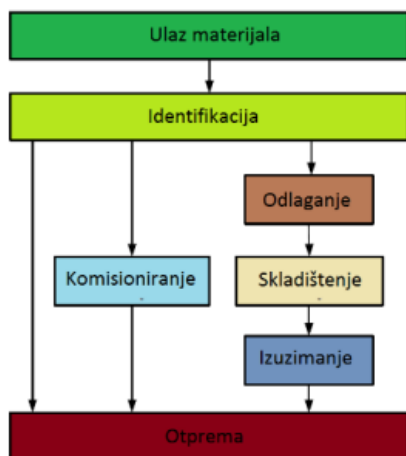 Ulaz materijala
Identifikacija
Odlaganje
Komisioniranje
Skladištenje
Izuzimanje
Otprema